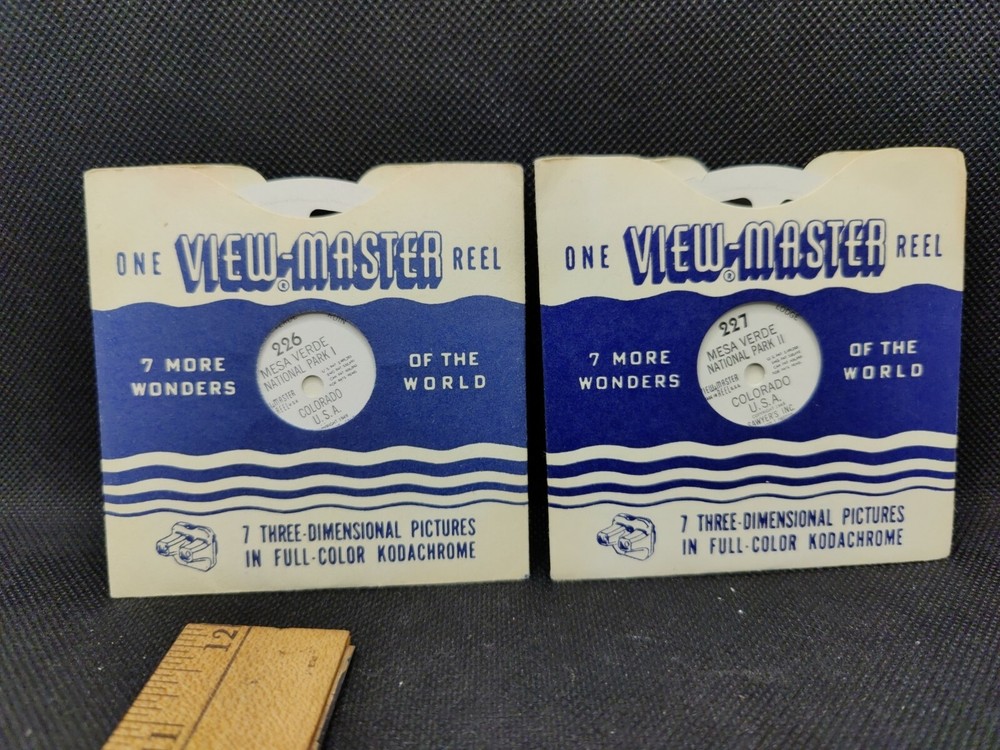 ONE VIEW-MASTER® REEL
7 MORE WONDERS
OF THE WORLD
226
MESA VERDE
NATIONAL PARK I
COLORADO
U.S.A.
7 THREE-DIMENSIONAL PICTURES
IN FULL-COLOR KODACHROME
ONE VIEW-MASTER® REEL
7 MORE WONDERS
OF THE WORLD
227
MESA VERDE
NATIONAL PARK II
COLORADO
U.S.A.
SAWYER'S INC.
7 THREE-DIMENSIONAL PICTURES
IN FULL-COLOR KODACHROME
12